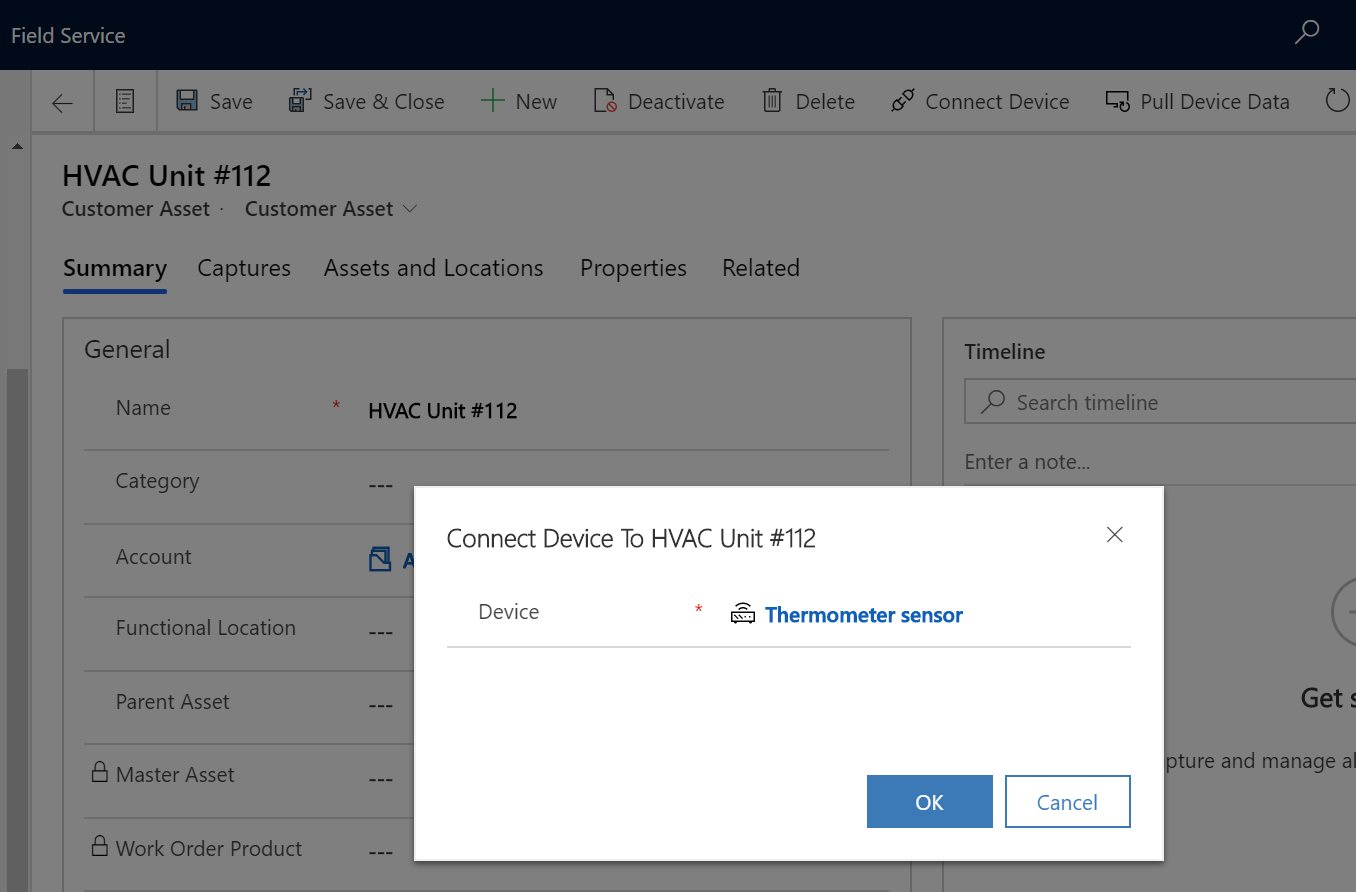 Field Service
Save
Save & Close
New
Deactivate
Delete
Connect Device
Pull Device Data
HVAC Unit #112
Customer Asset · Customer Asset
Summary
Captures
Assets and Locations
Properties
Related
General
Name * HVAC Unit #112
Category ---
Account A
Functional Location ---
Parent Asset ---
Master Asset ---
Work Order Product ---
Timeline
Search timeline
Enter a note...
Get s
pture and manage al
Connect Device To HVAC Unit #112
Device * Thermometer sensor
OK
Cancel